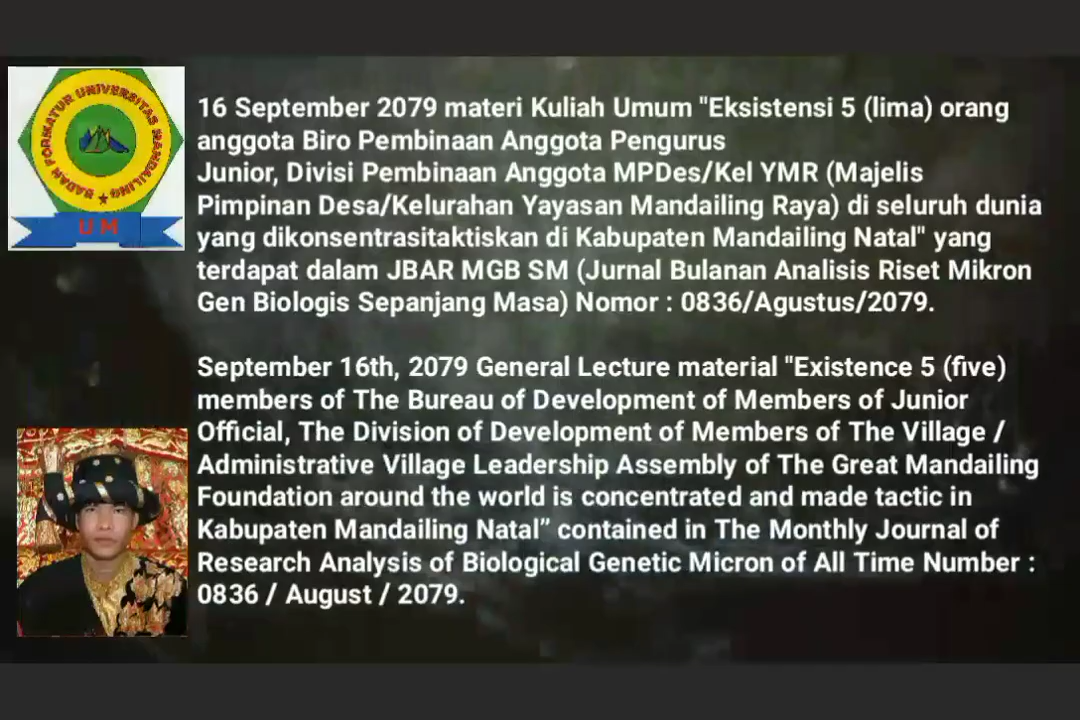 BADAN FORMATUR UNIVERSITAS MANDAILING
U M
16 September 2079 materi Kuliah Umum "Eksistensi 5 (lima) orang
anggota Biro Pembinaan Anggota Pengurus
Junior, Divisi Pembinaan Anggota MPDes/Kel YMR (Majelis
Pimpinan Desa/Kelurahan Yayasan Mandailing Raya) di seluruh dunia
yang dikonsentrasitaktiskan di Kabupaten Mandailing Natal" yang
terdapat dalam JBAR MGB SM (Jurnal Bulanan Analisis Riset Mikron
Gen Biologis Sepanjang Masa) Nomor : 0836/Agustus/2079.
September 16th, 2079 General Lecture material "Existence 5 (five)
members of The Bureau of Development of Members of Junior
Official, The Division of Development of Members of The Village /
Administrative Village Leadership Assembly of The Great Mandailing
Foundation around the world is concentrated and made tactic in
Kabupaten Mandailing Natal” contained in The Monthly Journal of
Research Analysis of Biological Genetic Micron of All Time Number :
0836 / August / 2079.